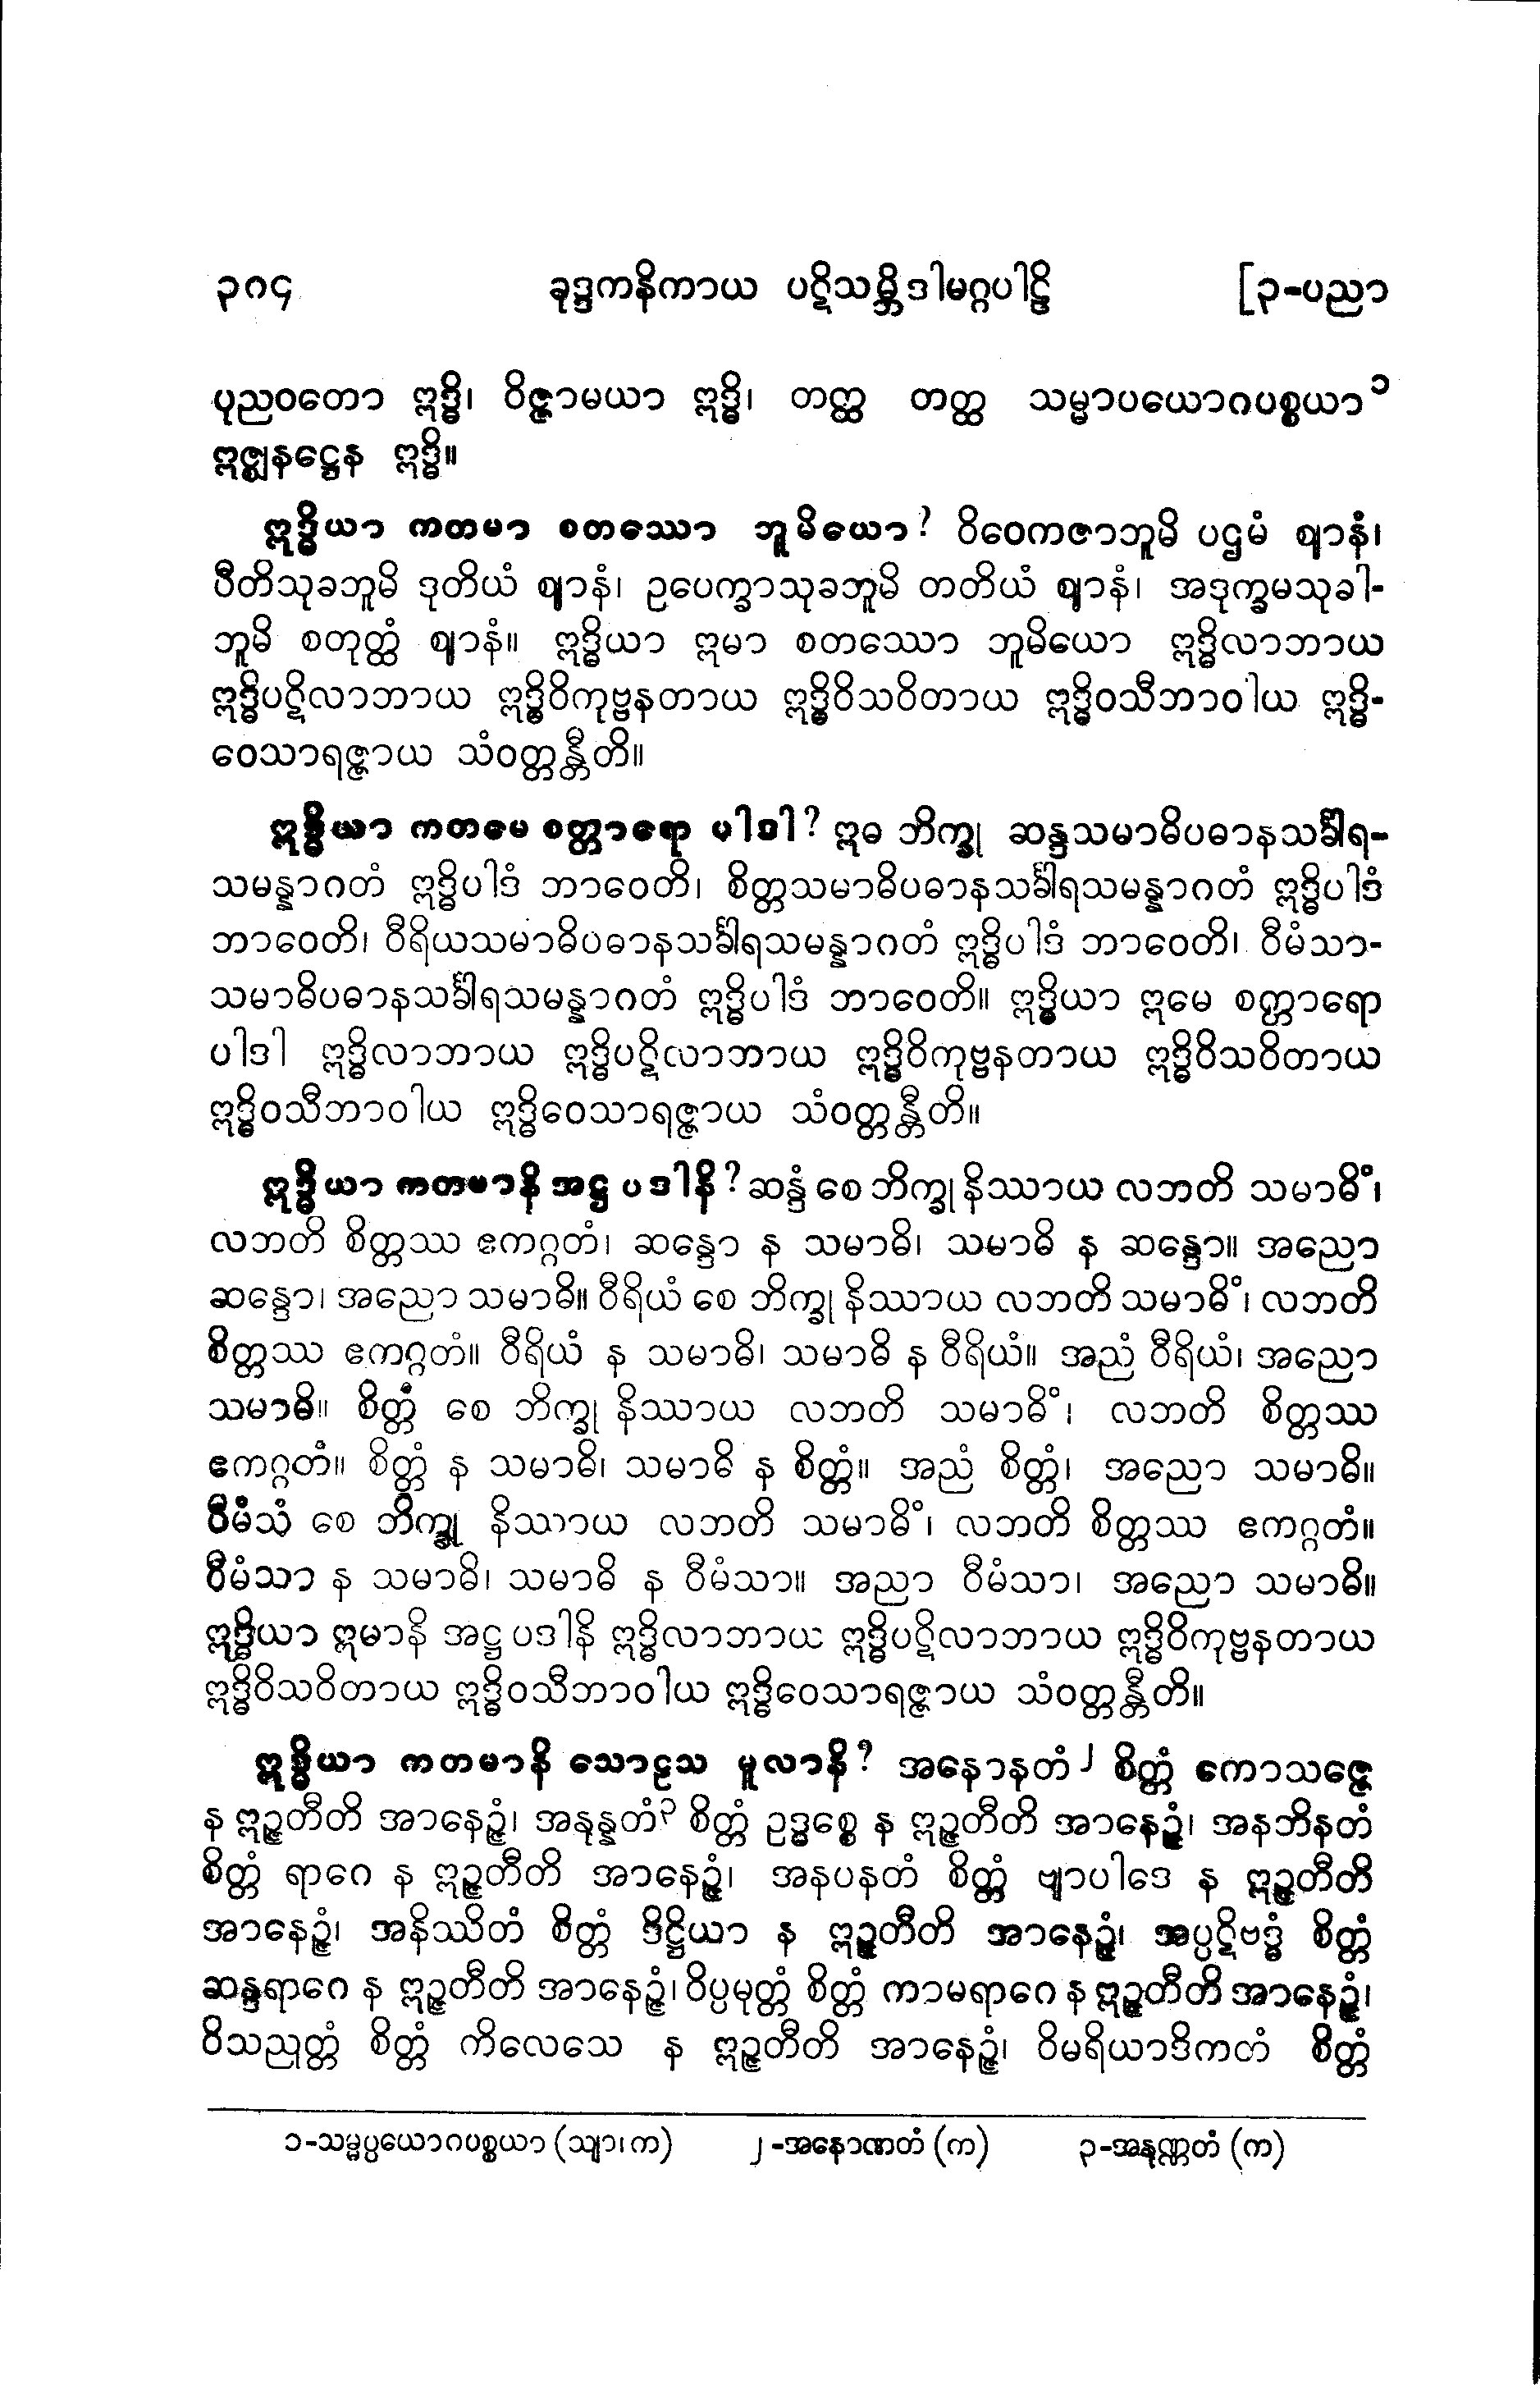 ၃၈၄ ခုဒ္ဒကနိကာယ ပဋိသမ္ဘိဒါမဂ္ဂပါဠိ [၃-ပညာ
ပုညဝတော ဣဒ္ဓိ၊ ဝိဇ္ဇာမယာ ဣဒ္ဓိ၊ တတ္ထ တတ္ထ သမ္မာပယောဂပစ္စယာ ၁
ဣဇ္ဈနဋ္ဌေန ဣဒ္ဓိ။
ဣဒ္ဓိယာ ကတမာ စတဿော ဘူမိယော? ဝိဝေကဇာဘူမိ ပဌမံ ဈာနံ၊
ပီတိသုခဘူမိ ဒုတိယံ ဈာနံ၊ ဥပေက္ခာသုခဘူမိ တတိယံ ဈာနံ၊ အဒုက္ခမသုခါ-
ဘူမိ စတုတ္ထံ ဈာနံ။ ဣဒ္ဓိယာ ဣမာ စတဿော ဘူမိယော ဣဒ္ဓိလာဘာယ
ဣဒ္ဓိပဋိလာဘာယ ဣဒ္ဓိဝိကုဗ္ဗနတာယ ဣဒ္ဓိဝိသဝိတာယ ဣဒ္ဓိဝသီဘာဝါယ ဣဒ္ဓိ-
ဝေသာရဇ္ဇာယ သံဝတ္တန္တီတိ။
ဣဒ္ဓိယာ ကတမေ စတ္တာရော ပါဒါ? ဣဓ ဘိက္ခု ဆန္ဒသမာဓိပဓာနသင်္ခါရ-
သမန္နာဂတံ ဣဒ္ဓိပါဒံ ဘာဝေတိ၊ စိတ္တသမာဓိပဓာနသင်္ခါရသမန္နာဂတံ ဣဒ္ဓိပါဒံ
ဘာဝေတိ၊ ဝီရိယသမာဓိပဓာနသင်္ခါရသမန္နာဂတံ ဣဒ္ဓိပါဒံ ဘာဝေတိ၊ ဝီမံသာ-
သမာဓိပဓာနသင်္ခါရသမန္နာဂတံ ဣဒ္ဓိပါဒံ ဘာဝေတိ။ ဣဒ္ဓိယာ ဣမေ စတ္တာရော
ပါဒါ ဣဒ္ဓိလာဘာယ ဣဒ္ဓိပဋိလာဘာယ ဣဒ္ဓိဝိကုဗ္ဗနတာယ ဣဒ္ဓိဝိသဝိတာယ
ဣဒ္ဓိဝသီဘာဝါယ ဣဒ္ဓိဝေသာရဇ္ဇာယ သံဝတ္တန္တီတိ။
ဣဒ္ဓိယာ ကတမာနိ အဋ္ဌ ပဒါနိ? ဆန္ဒံ စေ ဘိက္ခု နိဿာယ လဘတိ သမာဓိံ၊
လဘတိ စိတ္တဿ ဧကဂ္ဂတံ၊ ဆန္ဒော န သမာဓိ၊ သမာဓိ န ဆန္ဒော။ အညော
ဆန္ဒော၊ အညော သမာဓိ။ ဝီရိယံ စေ ဘိက္ခု နိဿာယ လဘတိ သမာဓိံ၊ လဘတိ
စိတ္တဿ ဧကဂ္ဂတံ။ ဝီရိယံ န သမာဓိ၊ သမာဓိ န ဝီရိယံ။ အညံ ဝီရိယံ၊ အညော
သမာဓိ။ စိတ္တံ စေ ဘိက္ခု နိဿာယ လဘတိ သမာဓိံ၊ လဘတိ စိတ္တဿ
ဧကဂ္ဂတံ။ စိတ္တံ န သမာဓိ၊ သမာဓိ န စိတ္တံ။ အညံ စိတ္တံ၊ အညော သမာဓိ။
ဝီမံသံ စေ ဘိက္ခု နိဿာယ လဘတိ သမာဓိံ၊ လဘတိ စိတ္တဿ ဧကဂ္ဂတံ။
ဝီမံသာ န သမာဓိ၊ သမာဓိ န ဝီမံသာ။ အညာ ဝီမံသာ၊ အညော သမာဓိ။
ဣဒ္ဓိယာ ဣမာနိ အဋ္ဌ ပဒါနိ ဣဒ္ဓိလာဘာယ ဣဒ္ဓိပဋိလာဘာယ ဣဒ္ဓိဝိကုဗ္ဗနတာယ
ဣဒ္ဓိဝိသဝိတာယ ဣဒ္ဓိဝသီဘာဝါယ ဣဒ္ဓိဝေသာရဇ္ဇာယ သံဝတ္တန္တီတိ။
ဣဒ္ဓိယာ ကတမာနိ သောဠသ မူလာနိ? အနောနတံ ၂ စိတ္တံ ကောသဇ္ဇေ
န ဣဉ္ဇတီတိ အာနေဉ္ဇံ၊ အနုန္နတံ ၃ စိတ္တံ ဥဒ္ဓစ္စေ န ဣဉ္ဇတီတိ အာနေဉ္ဇံ၊ အနဘိနတံ
စိတ္တံ ရာဂေ န ဣဉ္ဇတီတိ အာနေဉ္ဇံ၊ အနပနတံ စိတ္တံ ဗျာပါဒေ န ဣဉ္ဇတီတိ
အာနေဉ္ဇံ၊ အနိဿိတံ စိတ္တံ ဒိဋ္ဌိယာ န ဣဉ္ဇတီတိ အာနေဉ္ဇံ၊ အပ္ပဋိဗဒ္ဓံ စိတ္တံ
ဆန္ဒရာဂေ န ဣဉ္ဇတီတိ အာနေဉ္ဇံ၊ ဝိပ္ပမုတ္တံ စိတ္တံ ကာမရာဂေ န ဣဉ္ဇတီတိ အာနေဉ္ဇံ၊
ဝိသညုတ္တံ စိတ္တံ ကိလေသေ န ဣဉ္ဇတီတိ အာနေဉ္ဇံ၊ ဝိမရိယာဒိကတံ စိတ္တံ
၁-သမ္မပ္ပယောဂပစ္စယာ (သျာ၊ က) ၂-အနောဏတံ (က) ၃-အနုဏ္ဏတံ (က)